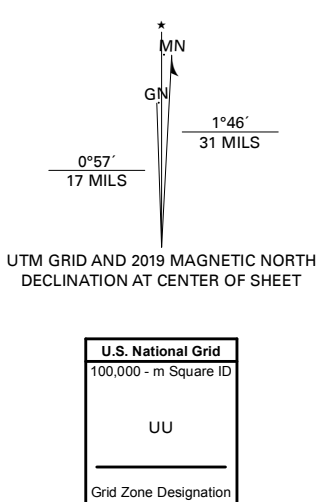 ★
MN
GN
1°46´
31 MILS
0°57´
17 MILS
UTM GRID AND 2019 MAGNETIC NORTH
DECLINATION AT CENTER OF SHEET
U.S. National Grid
100,000 - m Square ID
UU
Grid Zone Designation